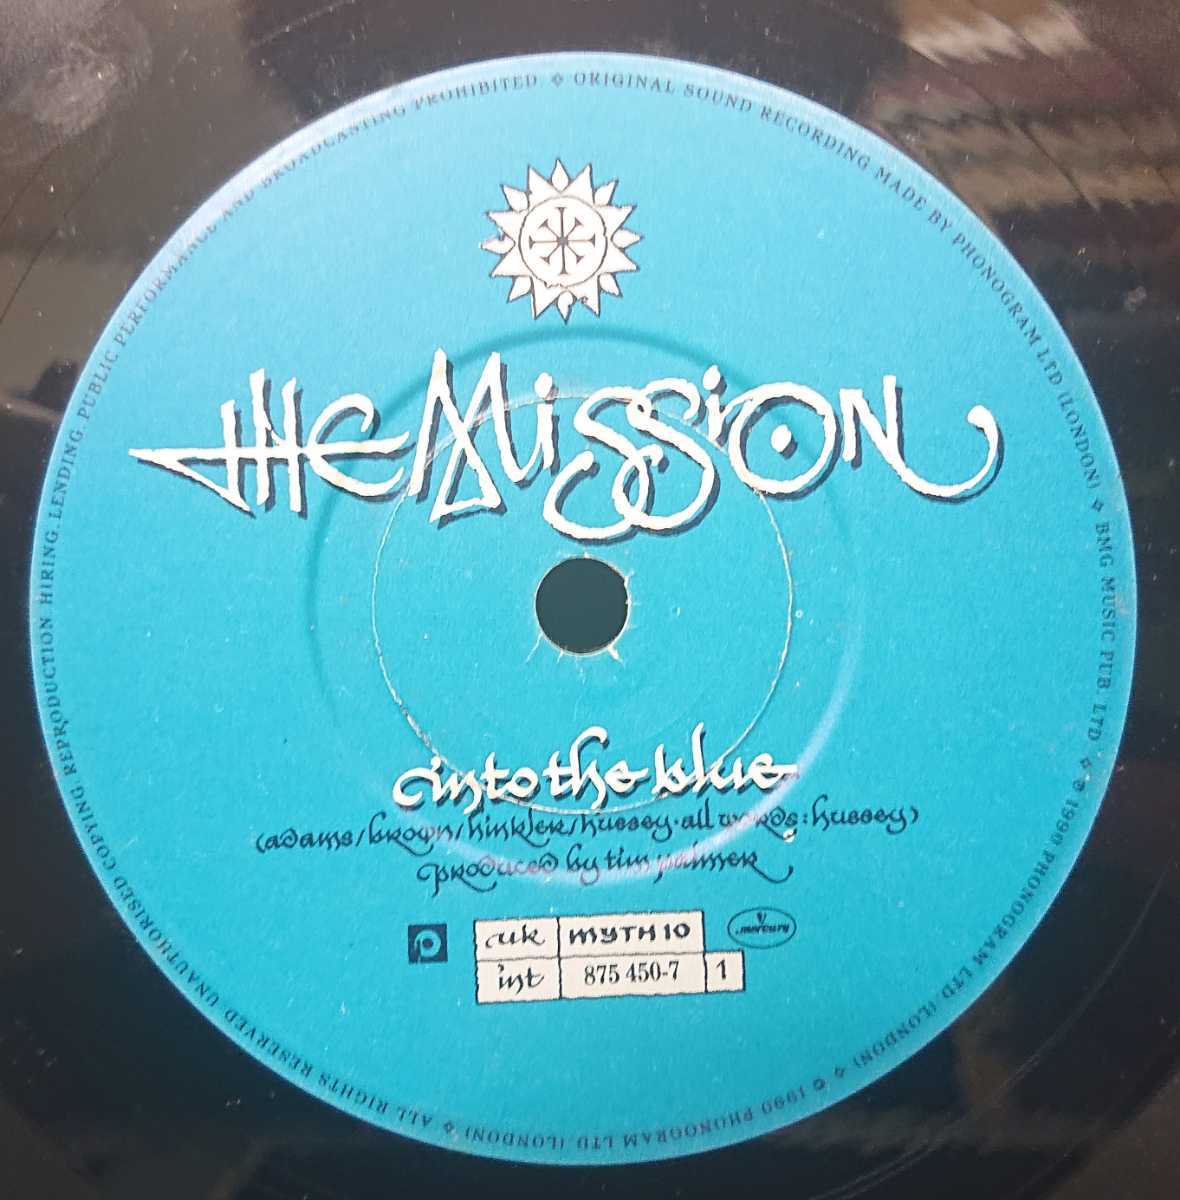 ORIGINAL SOUND RECORDING MADE BY PHONOGRAM LTD (LONDON) ✧ BMG MUSIC PUB. LTD ✧ ℗ 1990 PHONOGRAM LTD (LONDON) ✧ © 1990 PHONOGRAM LTD (LONDON) ✧ ALL RIGHTS RESERVED. UNAUTHORISED COPYING, REPRODUCTION HIRING, LENDING, PUBLIC PERFORMANCE AND BROADCASTING PROHIBITED ✧
THE MISSION
into the blue
(adams/brown/hinkler/hussey·all words:hussey)
produced by tim palmer
P
uk MYTH 10
mercury
int 875 450-7 1